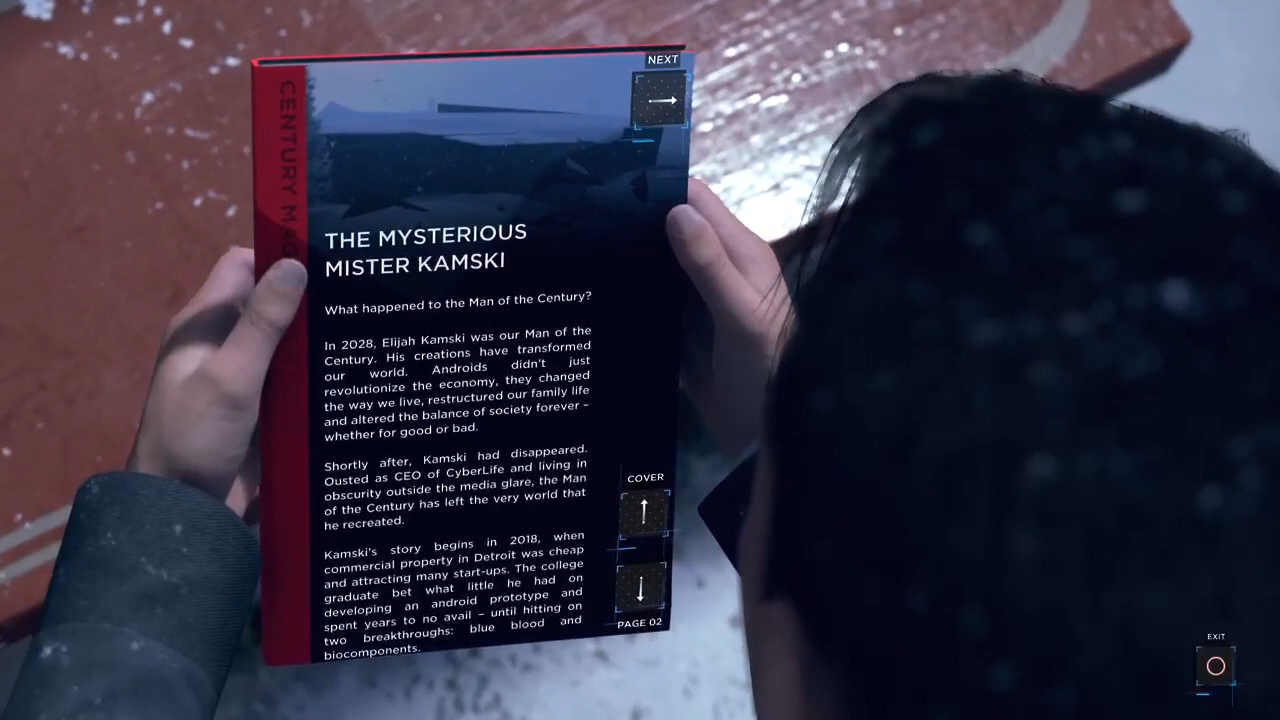 NEXT
CENTURY MAG
THE MYSTERIOUS
MISTER KAMSKI
What happened to the Man of the Century?
In 2028, Elijah Kamski was our Man of the
Century. His creations have transformed
our world. Androids didn't just
revolutionize the economy, they changed
the way we live, restructured our family life
and altered the balance of society forever –
whether for good or bad.
Shortly after, Kamski had disappeared.
Ousted as CEO of CyberLife and living in
obscurity outside the media glare, the Man
of the Century has left the very world that
he recreated.
Kamski's story begins in 2018, when
commercial property in Detroit was cheap
and attracting many start-ups. The college
graduate bet what little he had on
developing an android prototype and
spent years to no avail – until hitting on
two breakthroughs: blue blood and
biocomponents.
COVER
PAGE 02
EXIT